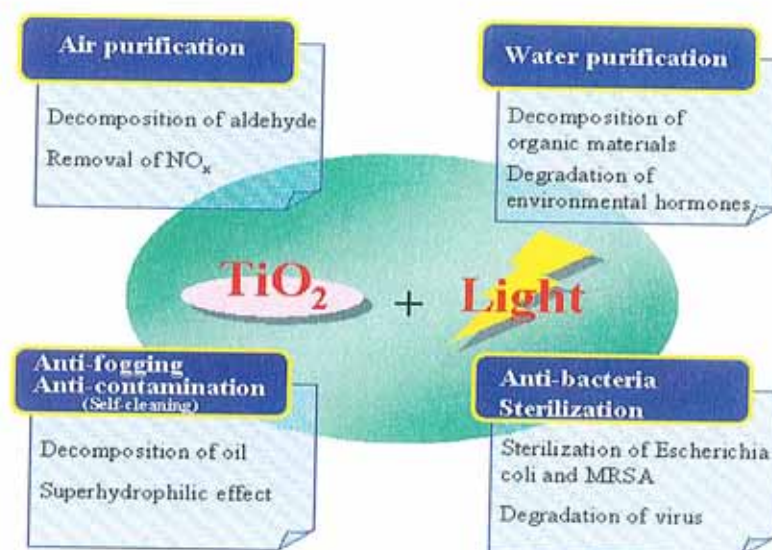 Air purification
Decomposition of aldehyde
Removal of NOx
Water purification
Decomposition of
organic materials
Degradation of
environmental hormones
TiO2 + Light
Anti-fogging
Anti-contamination
(Self-cleaning)
Decomposition of oil
Superhydrophilic effect
Anti-bacteria
Sterilization
Sterilization of Escherichia
coli and MRSA
Degradation of virus